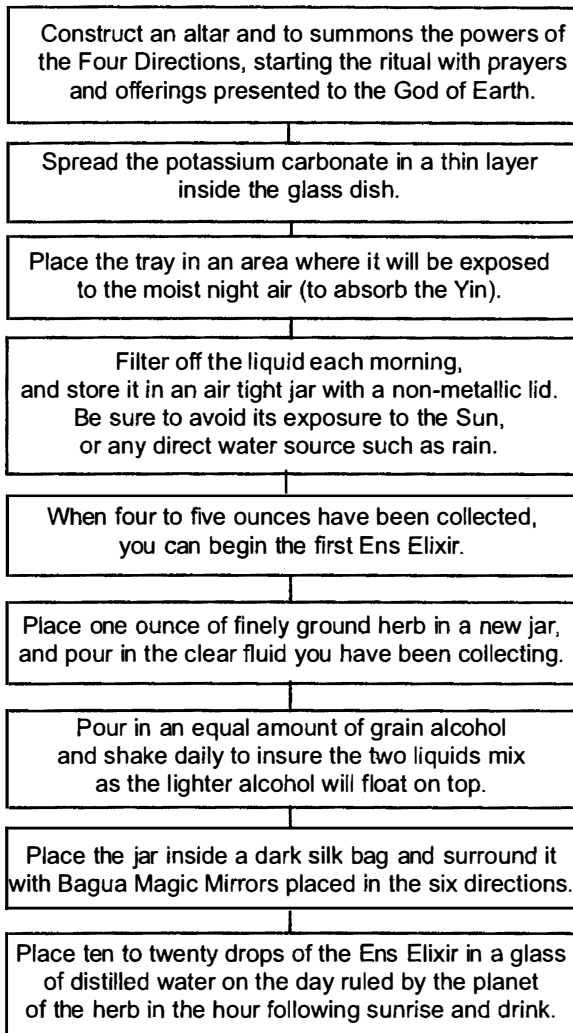 Construct an altar and to summons the powers of
the Four Directions, starting the ritual with prayers
and offerings presented to the God of Earth.
Spread the potassium carbonate in a thin layer
inside the glass dish.
Place the tray in an area where it will be exposed
to the moist night air (to absorb the Yin).
Filter off the liquid each morning,
and store it in an air tight jar with a non-metallic lid.
Be sure to avoid its exposure to the Sun,
or any direct water source such as rain.
When four to five ounces have been collected,
you can begin the first Ens Elixir.
Place one ounce of finely ground herb in a new jar,
and pour in the clear fluid you have been collecting.
Pour in an equal amount of grain alcohol
and shake daily to insure the two liquids mix
as the lighter alcohol will float on top.
Place the jar inside a dark silk bag and surround it
with Bagua Magic Mirrors placed in the six directions.
Place ten to twenty drops of the Ens Elixir in a glass
of distilled water on the day ruled by the planet
of the herb in the hour following sunrise and drink.